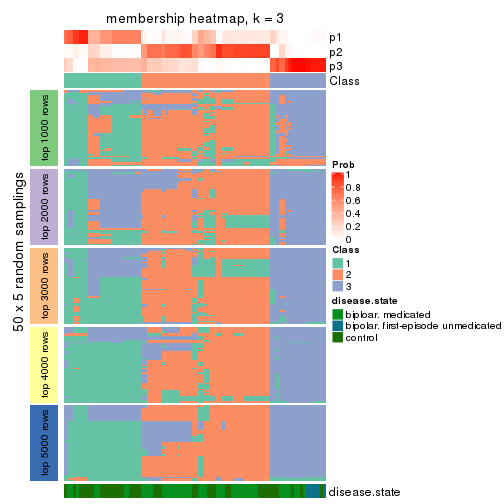 membership heatmap, k = 3
p1
p2
p3
Class
50 x 5 random samplings
top 1000 rows
top 2000 rows
top 3000 rows
top 4000 rows
top 5000 rows
Prob
1
0.8
0.6
0.4
0.2
0
Class
1
2
3
disease.state
biploar. medicated
bipolar, first-episode unmedicated
control
disease.state